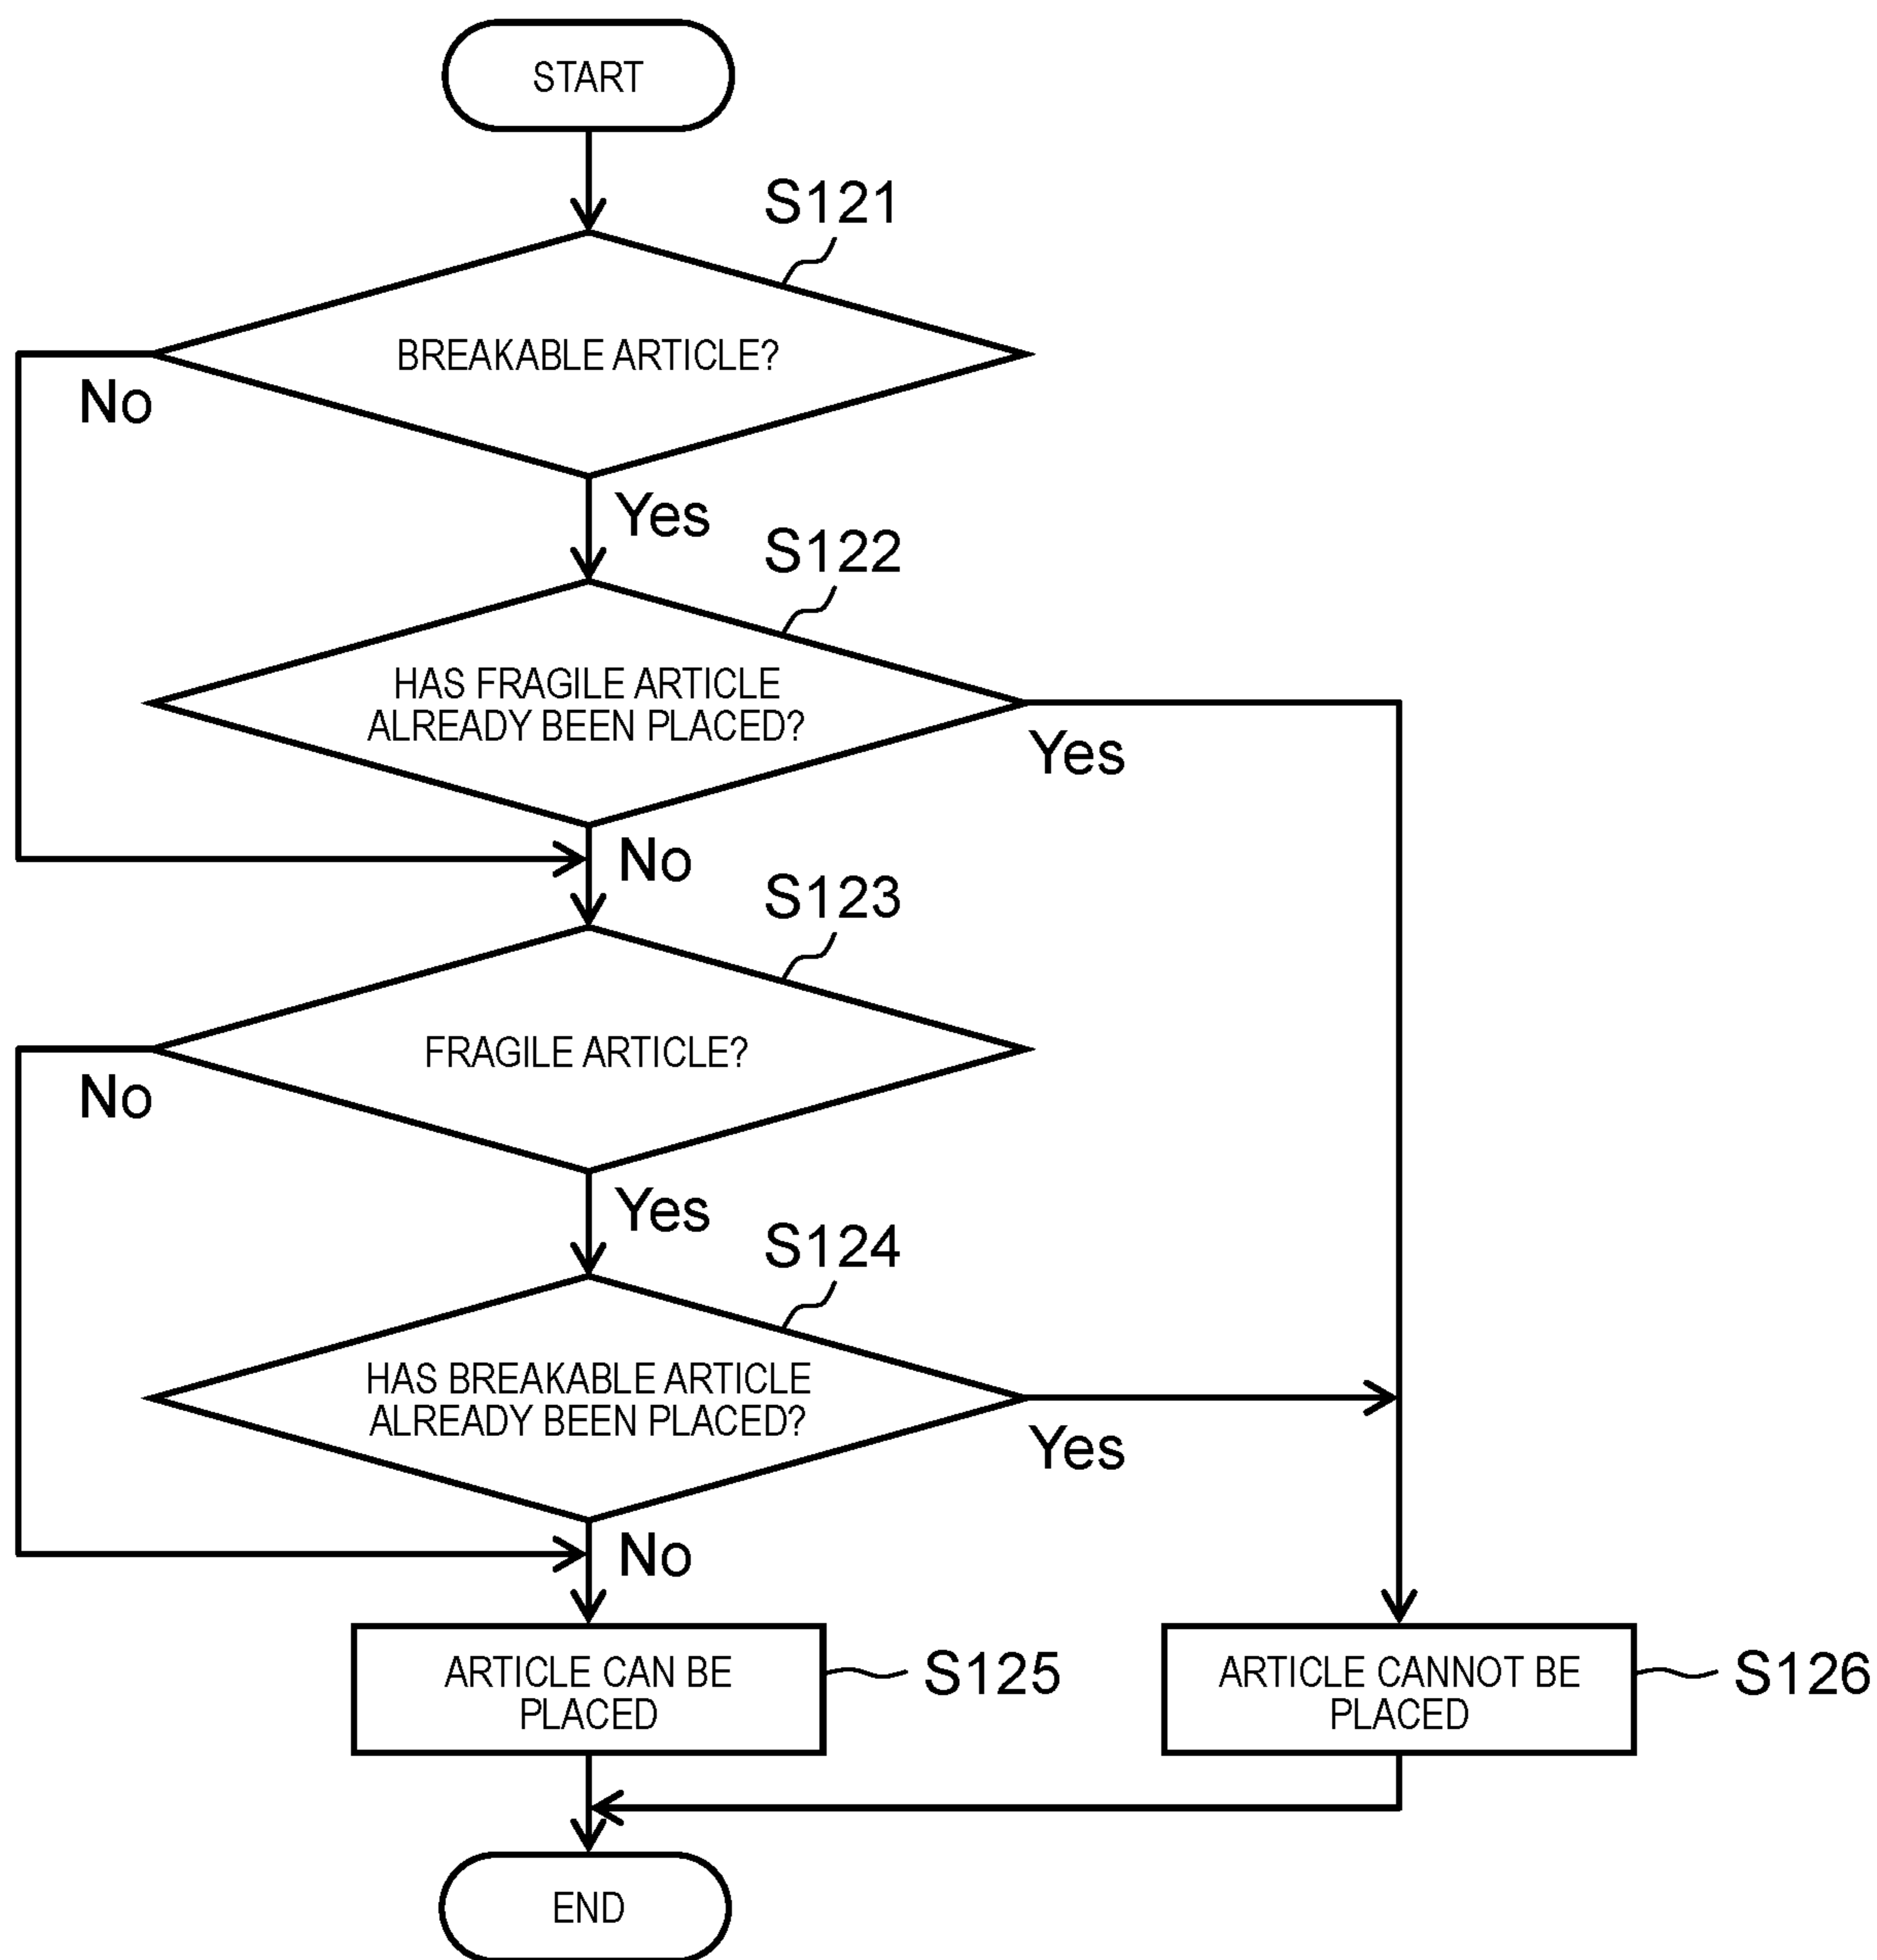 START
S121
BREAKABLE ARTICLE?
No
Yes
S122
HAS FRAGILE ARTICLE
ALREADY BEEN PLACED?
Yes
No
S123
FRAGILE ARTICLE?
No
Yes
S124
HAS BREAKABLE ARTICLE
ALREADY BEEN PLACED?
Yes
No
ARTICLE CAN BE
PLACED
S125
ARTICLE CANNOT BE
PLACED
S126
END